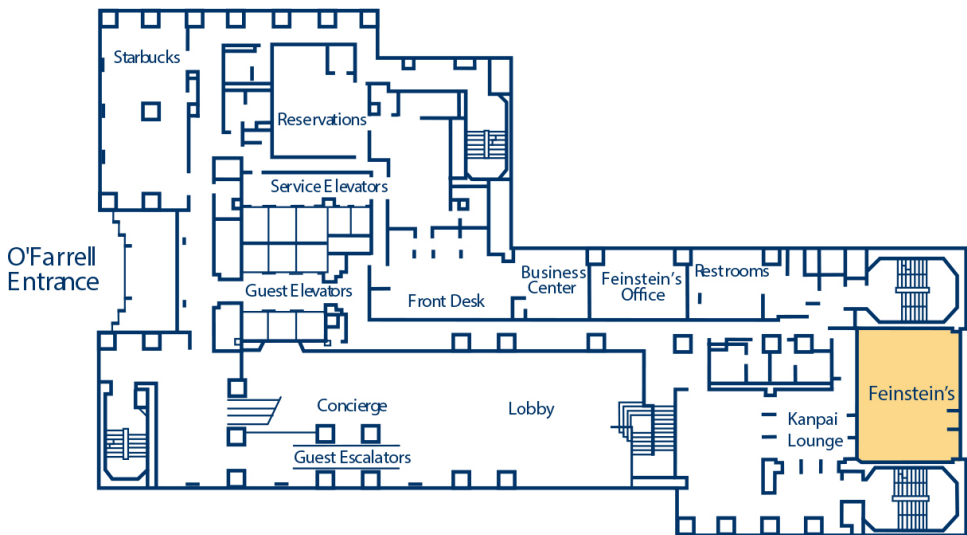 Starbucks
Reservations
Service Elevators
O'Farrell
Entrance
Guest Elevators
Front Desk
Business
Center
Feinstein's
Office
Restrooms
Feinstein's
Concierge
Lobby
Kanpai
Lounge
Guest Escalators